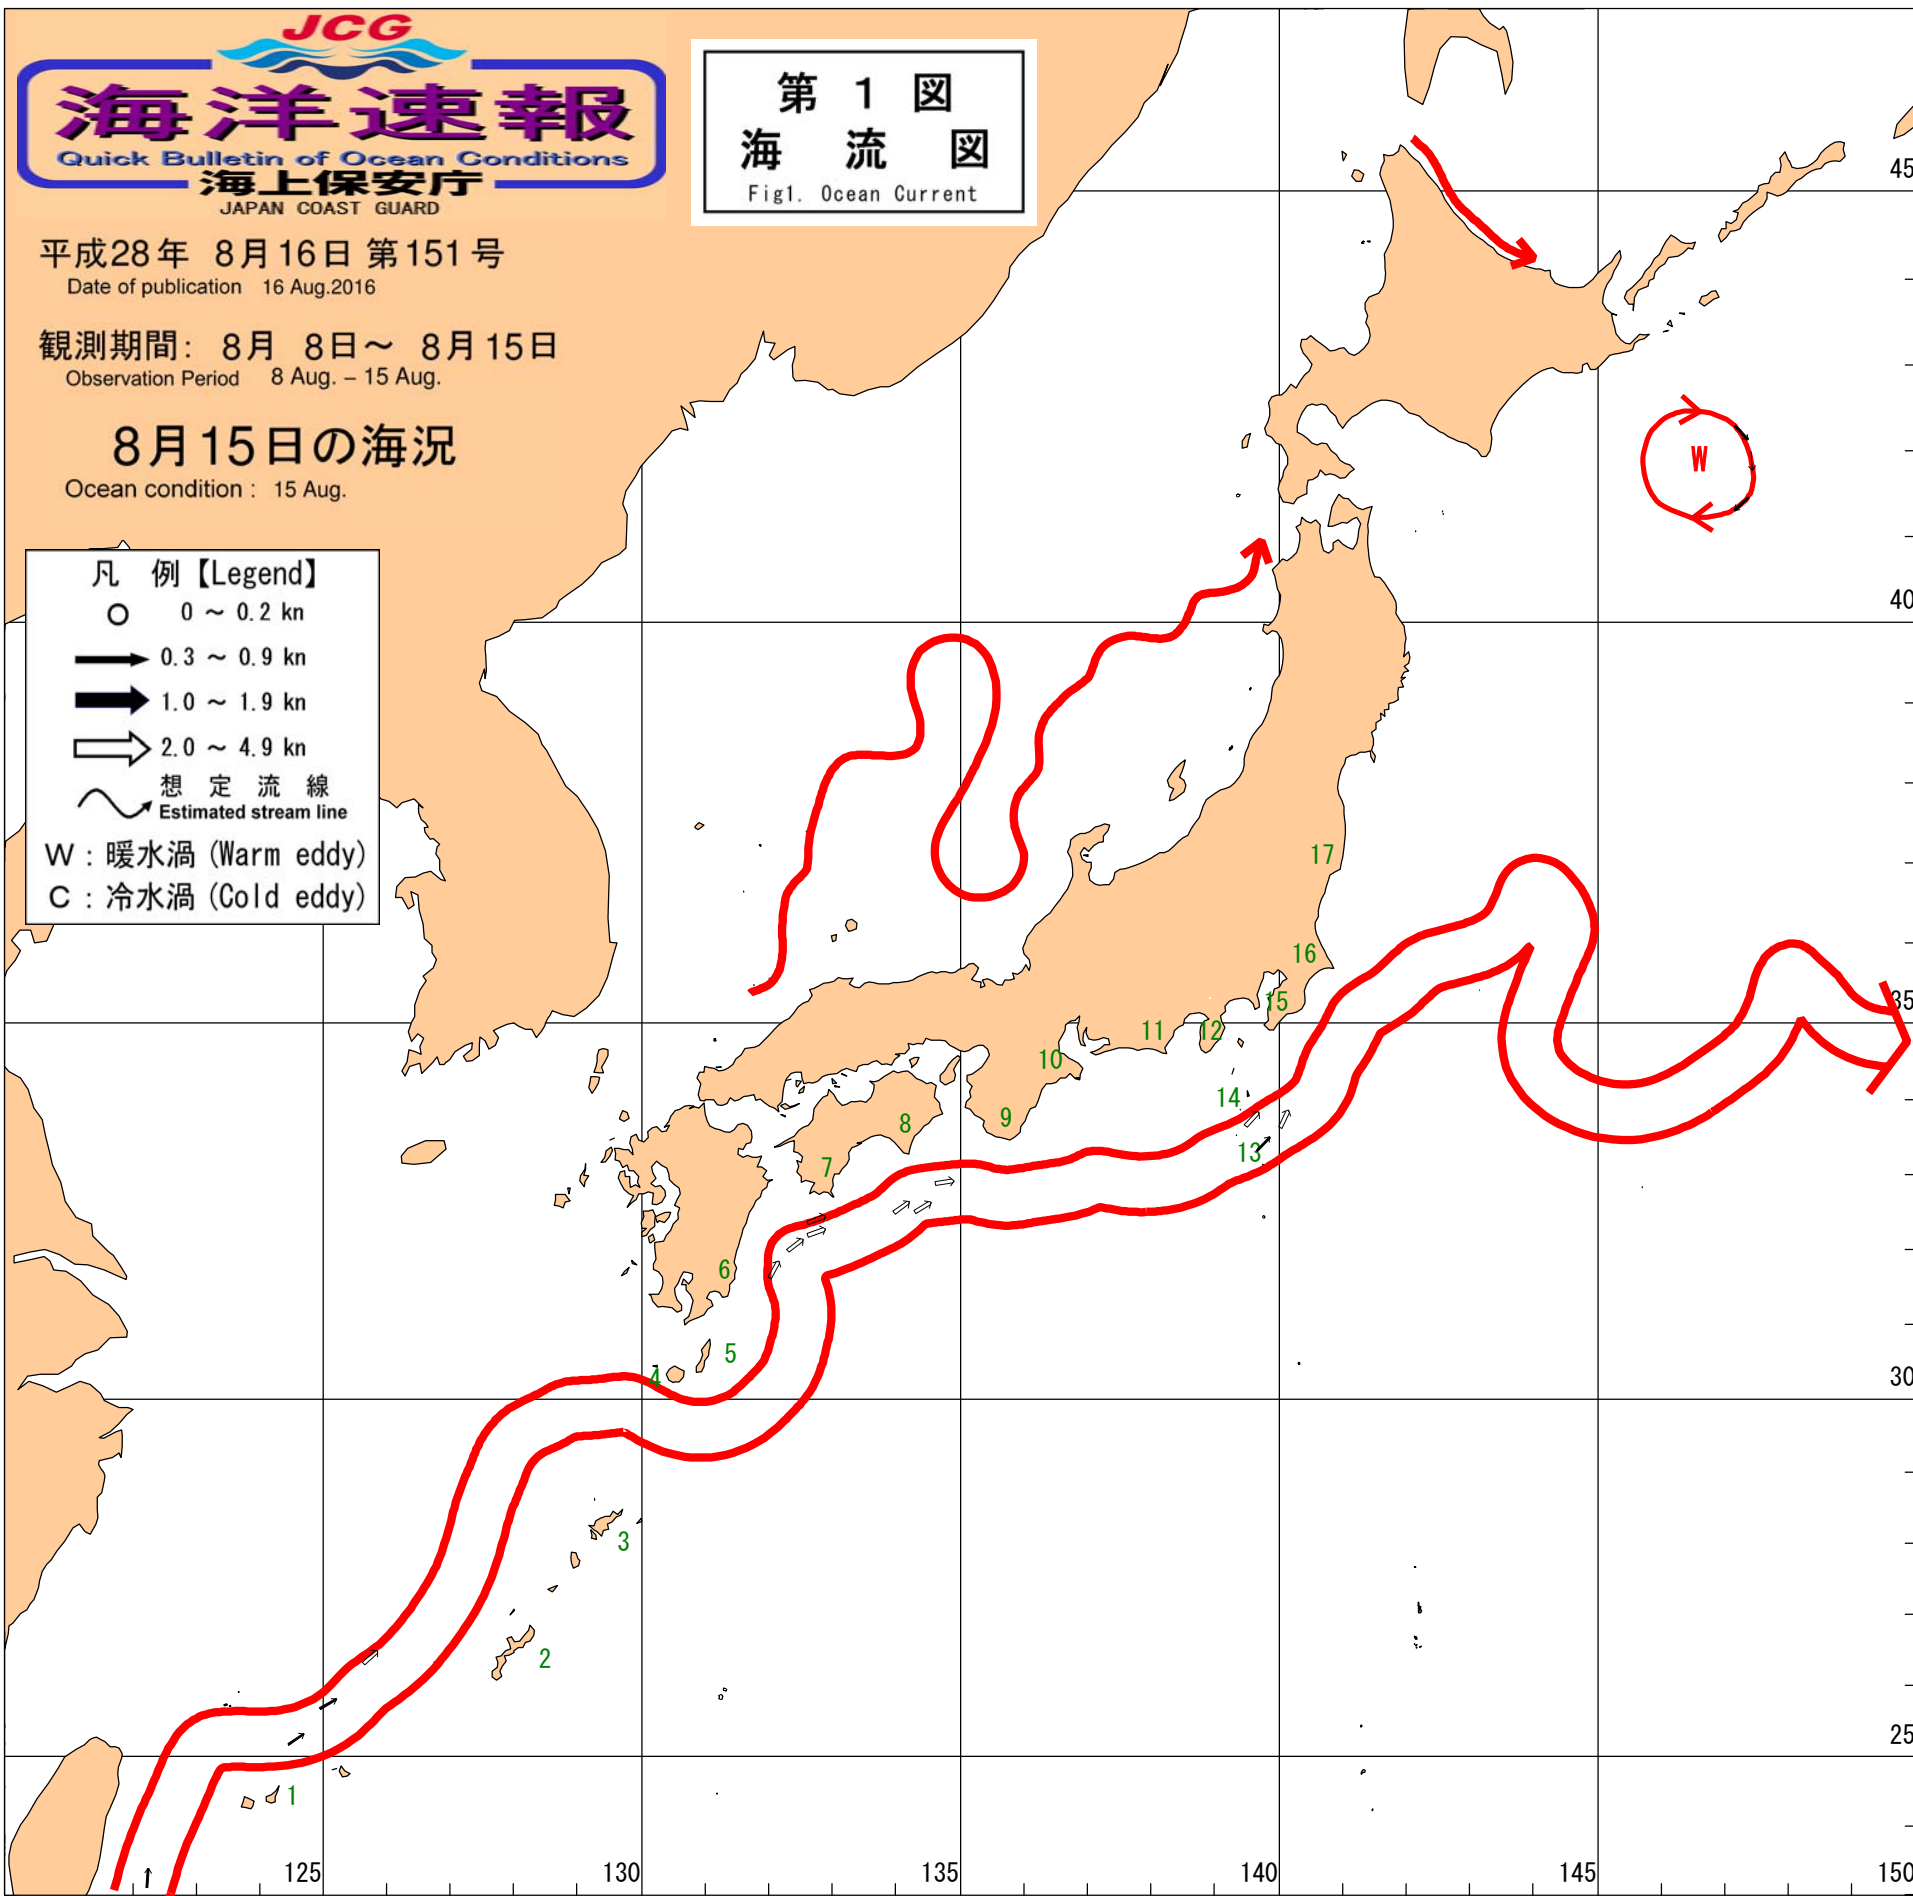 JCG
海洋速報
Quick Bulletin of Ocean Conditions
海上保安庁
JAPAN COAST GUARD
第 1 図
海 流 図
Fig1. Ocean Current
平成28年 8月16日 第151号
Date of publication 16 Aug.2016
観測期間: 8月 8日～ 8月15日
Observation Period 8 Aug. – 15 Aug.
8月15日の海況
Ocean condition : 15 Aug.
凡 例【Legend】
0 ～ 0.2 kn
0.3 ～ 0.9 kn
1.0 ～ 1.9 kn
2.0 ～ 4.9 kn
想 定 流 線
Estimated stream line
W : 暖水渦 (Warm eddy)
C : 冷水渦 (Cold eddy)
45
W
40
17
16
35
15
11
12
10
14
8
9
13
7
6
5
4
30
3
2
25
1
125
130
135
140
145
150